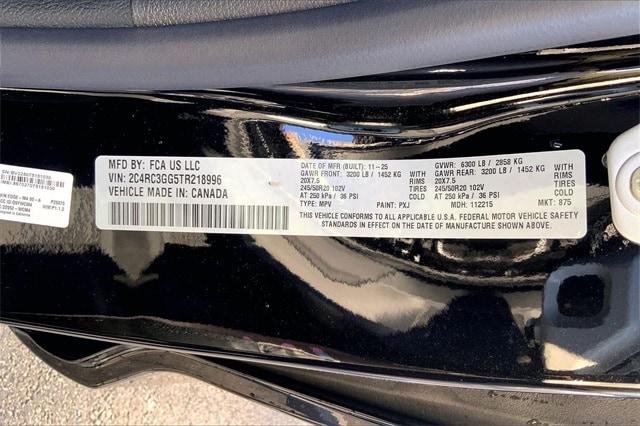 MFD BY: FCA US LLC
VIN: 2C4RC3GG5TR218996
VEHICLE MADE IN: CANADA
DATE OF MFR (BUILT): 11-25
GAWR FRONT: 3200 LB / 1452 KG
WITH TIRES 245/50R20 102V
RIMS 20X7.5
AT 250 kPa / 36 PSI
TYPE: MPV
PAINT: PXJ
GVWR: 6300 LB / 2858 KG
GAWR REAR: 3200 LB / 1452 KG
WITH TIRES 245/50R20 102V
RIMS 20X7.5
AT 250 kPa / 36 PSI
MDH: 112215
MKT: 875
THIS VEHICLE CONFORMS TO ALL APPLICABLE U.S.A. FEDERAL MOTOR VEHICLE SAFETY
STANDARDS IN EFFECT ON THE DATE OF MANUFACTURE SHOWN ABOVE.